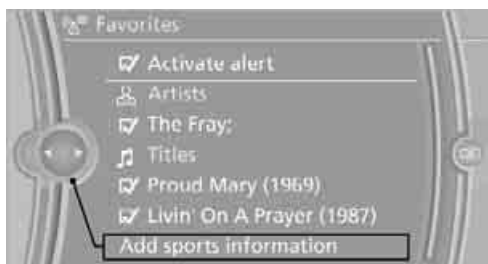 Favorites
Activate alert
Artists
The Fray;
Titles
Proud Mary (1969)
Livin' On A Prayer (1987)
Add sports information